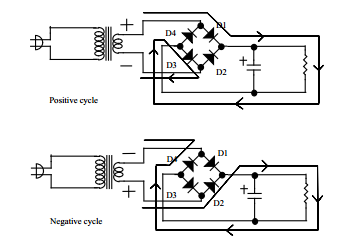 +
D4 D1
D3
D2
−
+
Positive cycle
−
D4 D1
D3
D2
+
+
Negative cycle